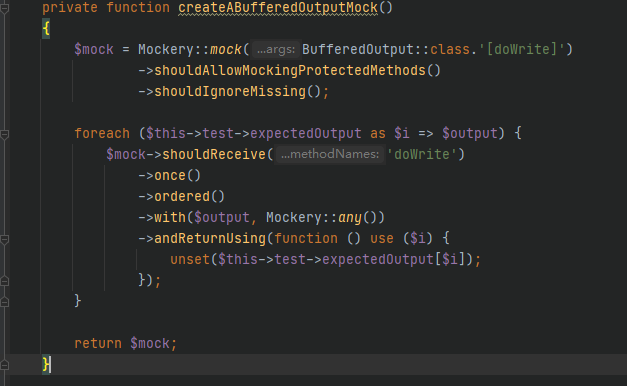 private function createABufferedOutputMock()
{
$mock = Mockery::mock( ...args: BufferedOutput::class.'[doWrite]')
->shouldAllowMockingProtectedMethods()
->shouldIgnoreMissing();
foreach ($this->test->expectedOutput as $i => $output) {
$mock->shouldReceive( ...methodNames: 'doWrite')
->once()
->ordered()
->with($output, Mockery::any())
->andReturnUsing(function () use ($i) {
unset($this->test->expectedOutput[$i]);
});
}
return $mock;
}